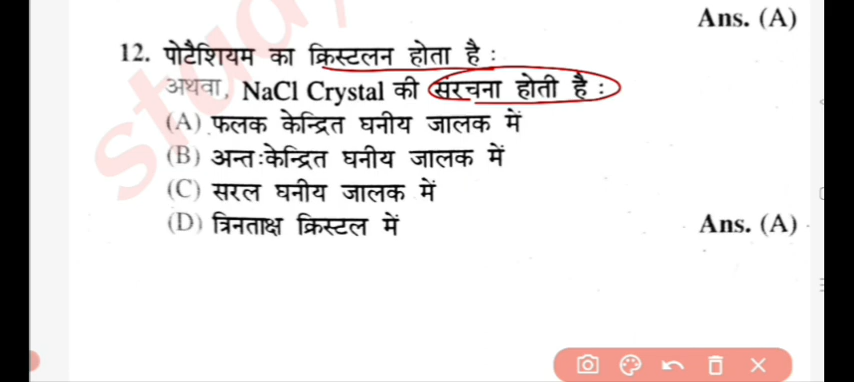 Ans. (A)
12. पोटैशियम का क्रिस्टलन होता है :
अथवा, NaCl Crystal की संरचना होती है :
(A) फलक केन्द्रित घनीय जालक में
(B) अन्तःकेन्द्रित घनीय जालक में
(C) सरल घनीय जालक में
(D) त्रिनताक्ष क्रिस्टल में
Ans. (A)
stud